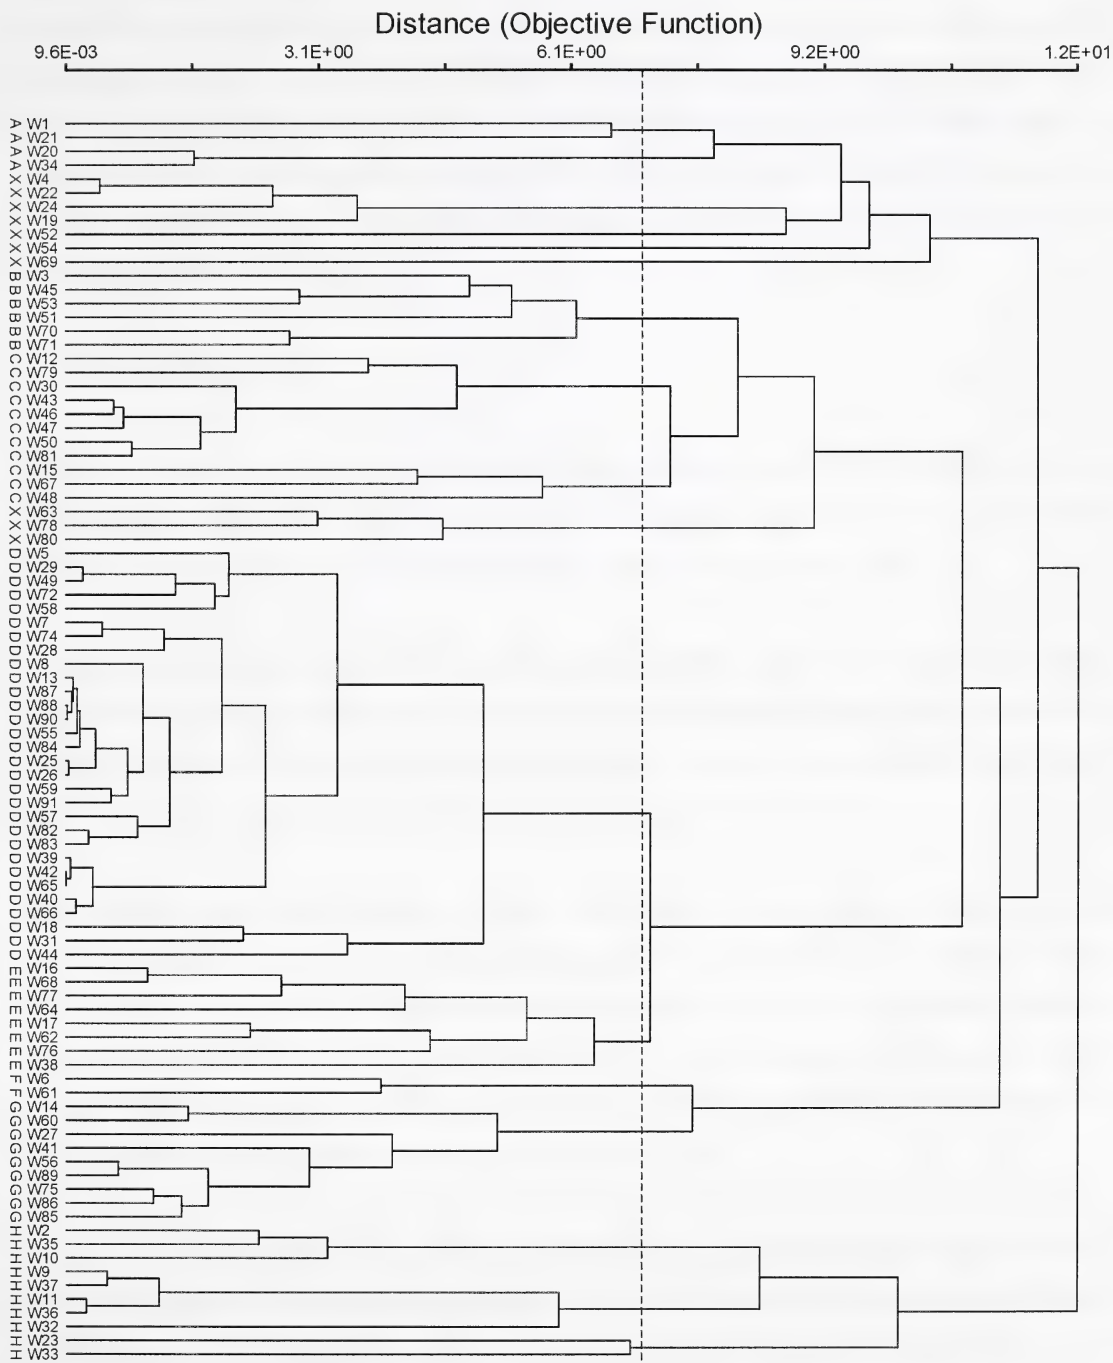 Distance (Objective Function)
9.6E-03 3.1E+00 6.1E+00 9.2E+00 1.2E+01
A W1
A W21
A W20
A W34
X W4
X W22
X W24
X W19
X W52
X W54
X W69
B W3
B W45
B W53
B W51
B W70
B W71
C W12
C W79
C W30
C W43
C W46
C W47
C W50
C W81
C W15
C W67
C W48
X W63
X W78
X W80
D W5
D W29
D W49
D W72
D W58
D W7
D W74
D W28
D W8
D W13
D W87
D W88
D W90
D W55
D W84
D W25
D W26
D W59
D W91
D W57
D W82
D W83
D W39
D W42
D W65
D W40
D W66
D W18
D W31
D W44
E W16
E W68
E W77
E W64
E W17
E W62
E W76
E W38
F W6
F W61
G W14
G W60
G W27
G W41
G W56
G W89
G W75
G W86
G W85
H W2
H W35
H W10
H W9
H W37
H W11
H W36
H W32
H W23
H W33